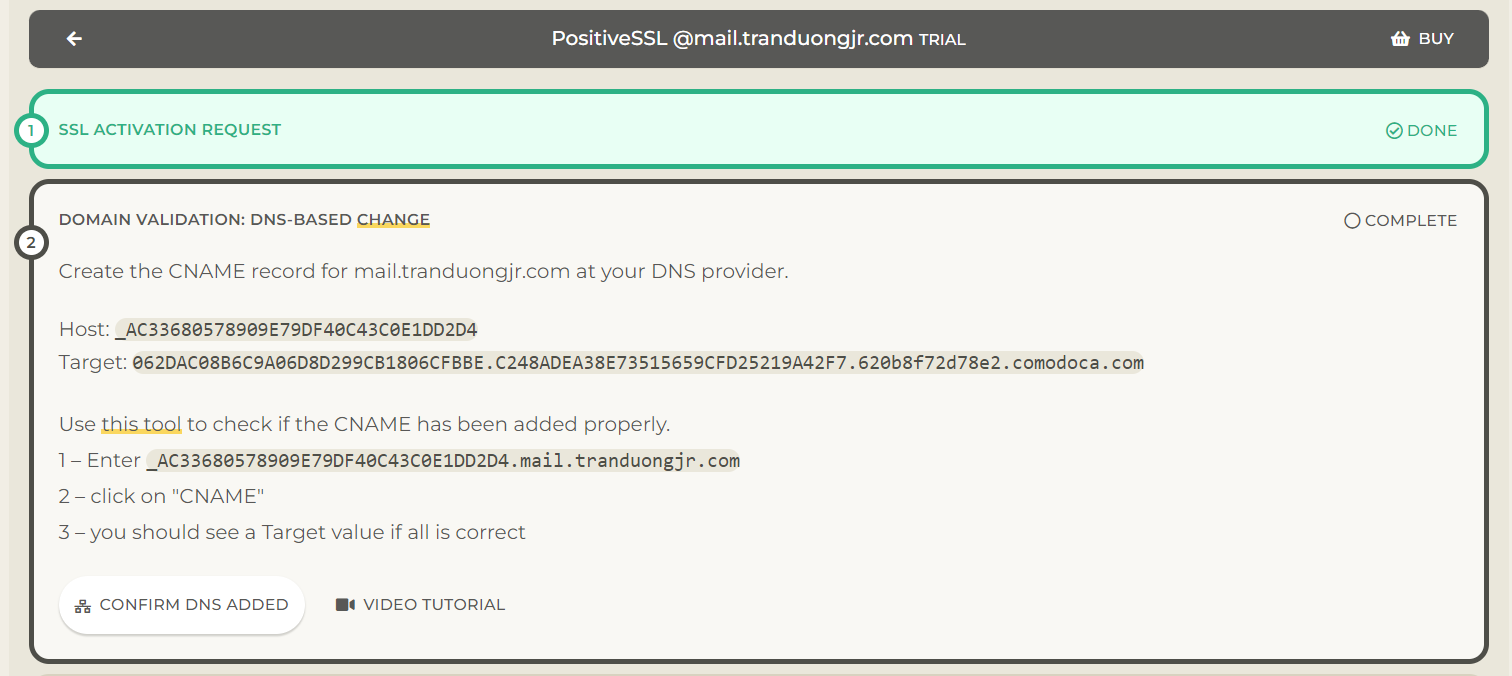 PositiveSSL @mail.tranduongjr.com TRIAL
BUY
1
SSL ACTIVATION REQUEST
DONE
2
DOMAIN VALIDATION: DNS-BASED CHANGE
COMPLETE
Create the CNAME record for mail.tranduongjr.com at your DNS provider.
Host: _AC33680578909E79DF40C43C0E1DD2D4
Target: 062DAC08B6C9A06D8D299CB1806CFBBE.C248ADEA38E73515659CFD25219A42F7.620b8f72d78e2.comodoca.com
Use this tool to check if the CNAME has been added properly.
1 – Enter _AC33680578909E79DF40C43C0E1DD2D4.mail.tranduongjr.com
2 – click on "CNAME"
3 – you should see a Target value if all is correct
CONFIRM DNS ADDED
VIDEO TUTORIAL